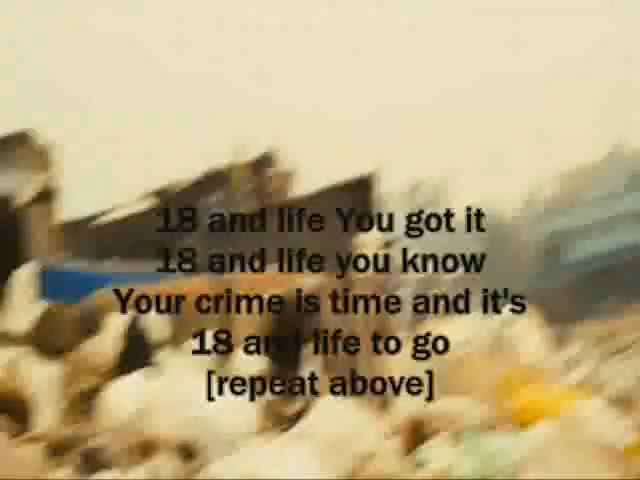 18 and life You got it
18 and life you know
Your crime is time and it's
18 and life to go
[repeat above]